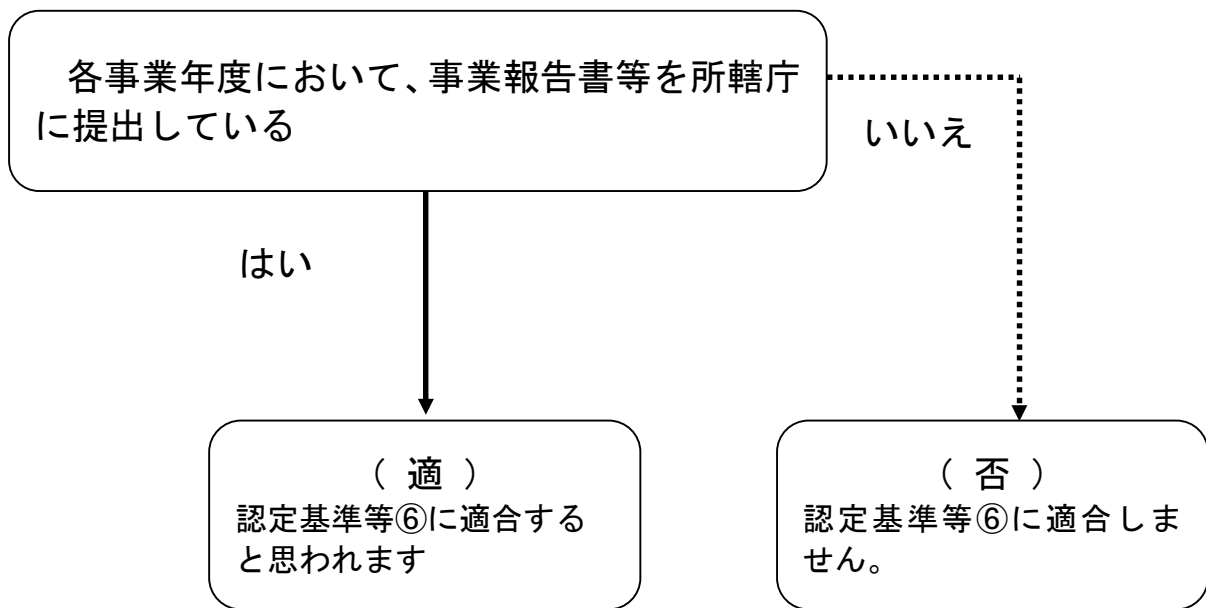 各事業年度において、事業報告書等を所轄庁
に提出している
いいえ
はい
（ 適 ）
認定基準等⑥に適合する
と思われます
（ 否 ）
認定基準等⑥に適合しま
せん。